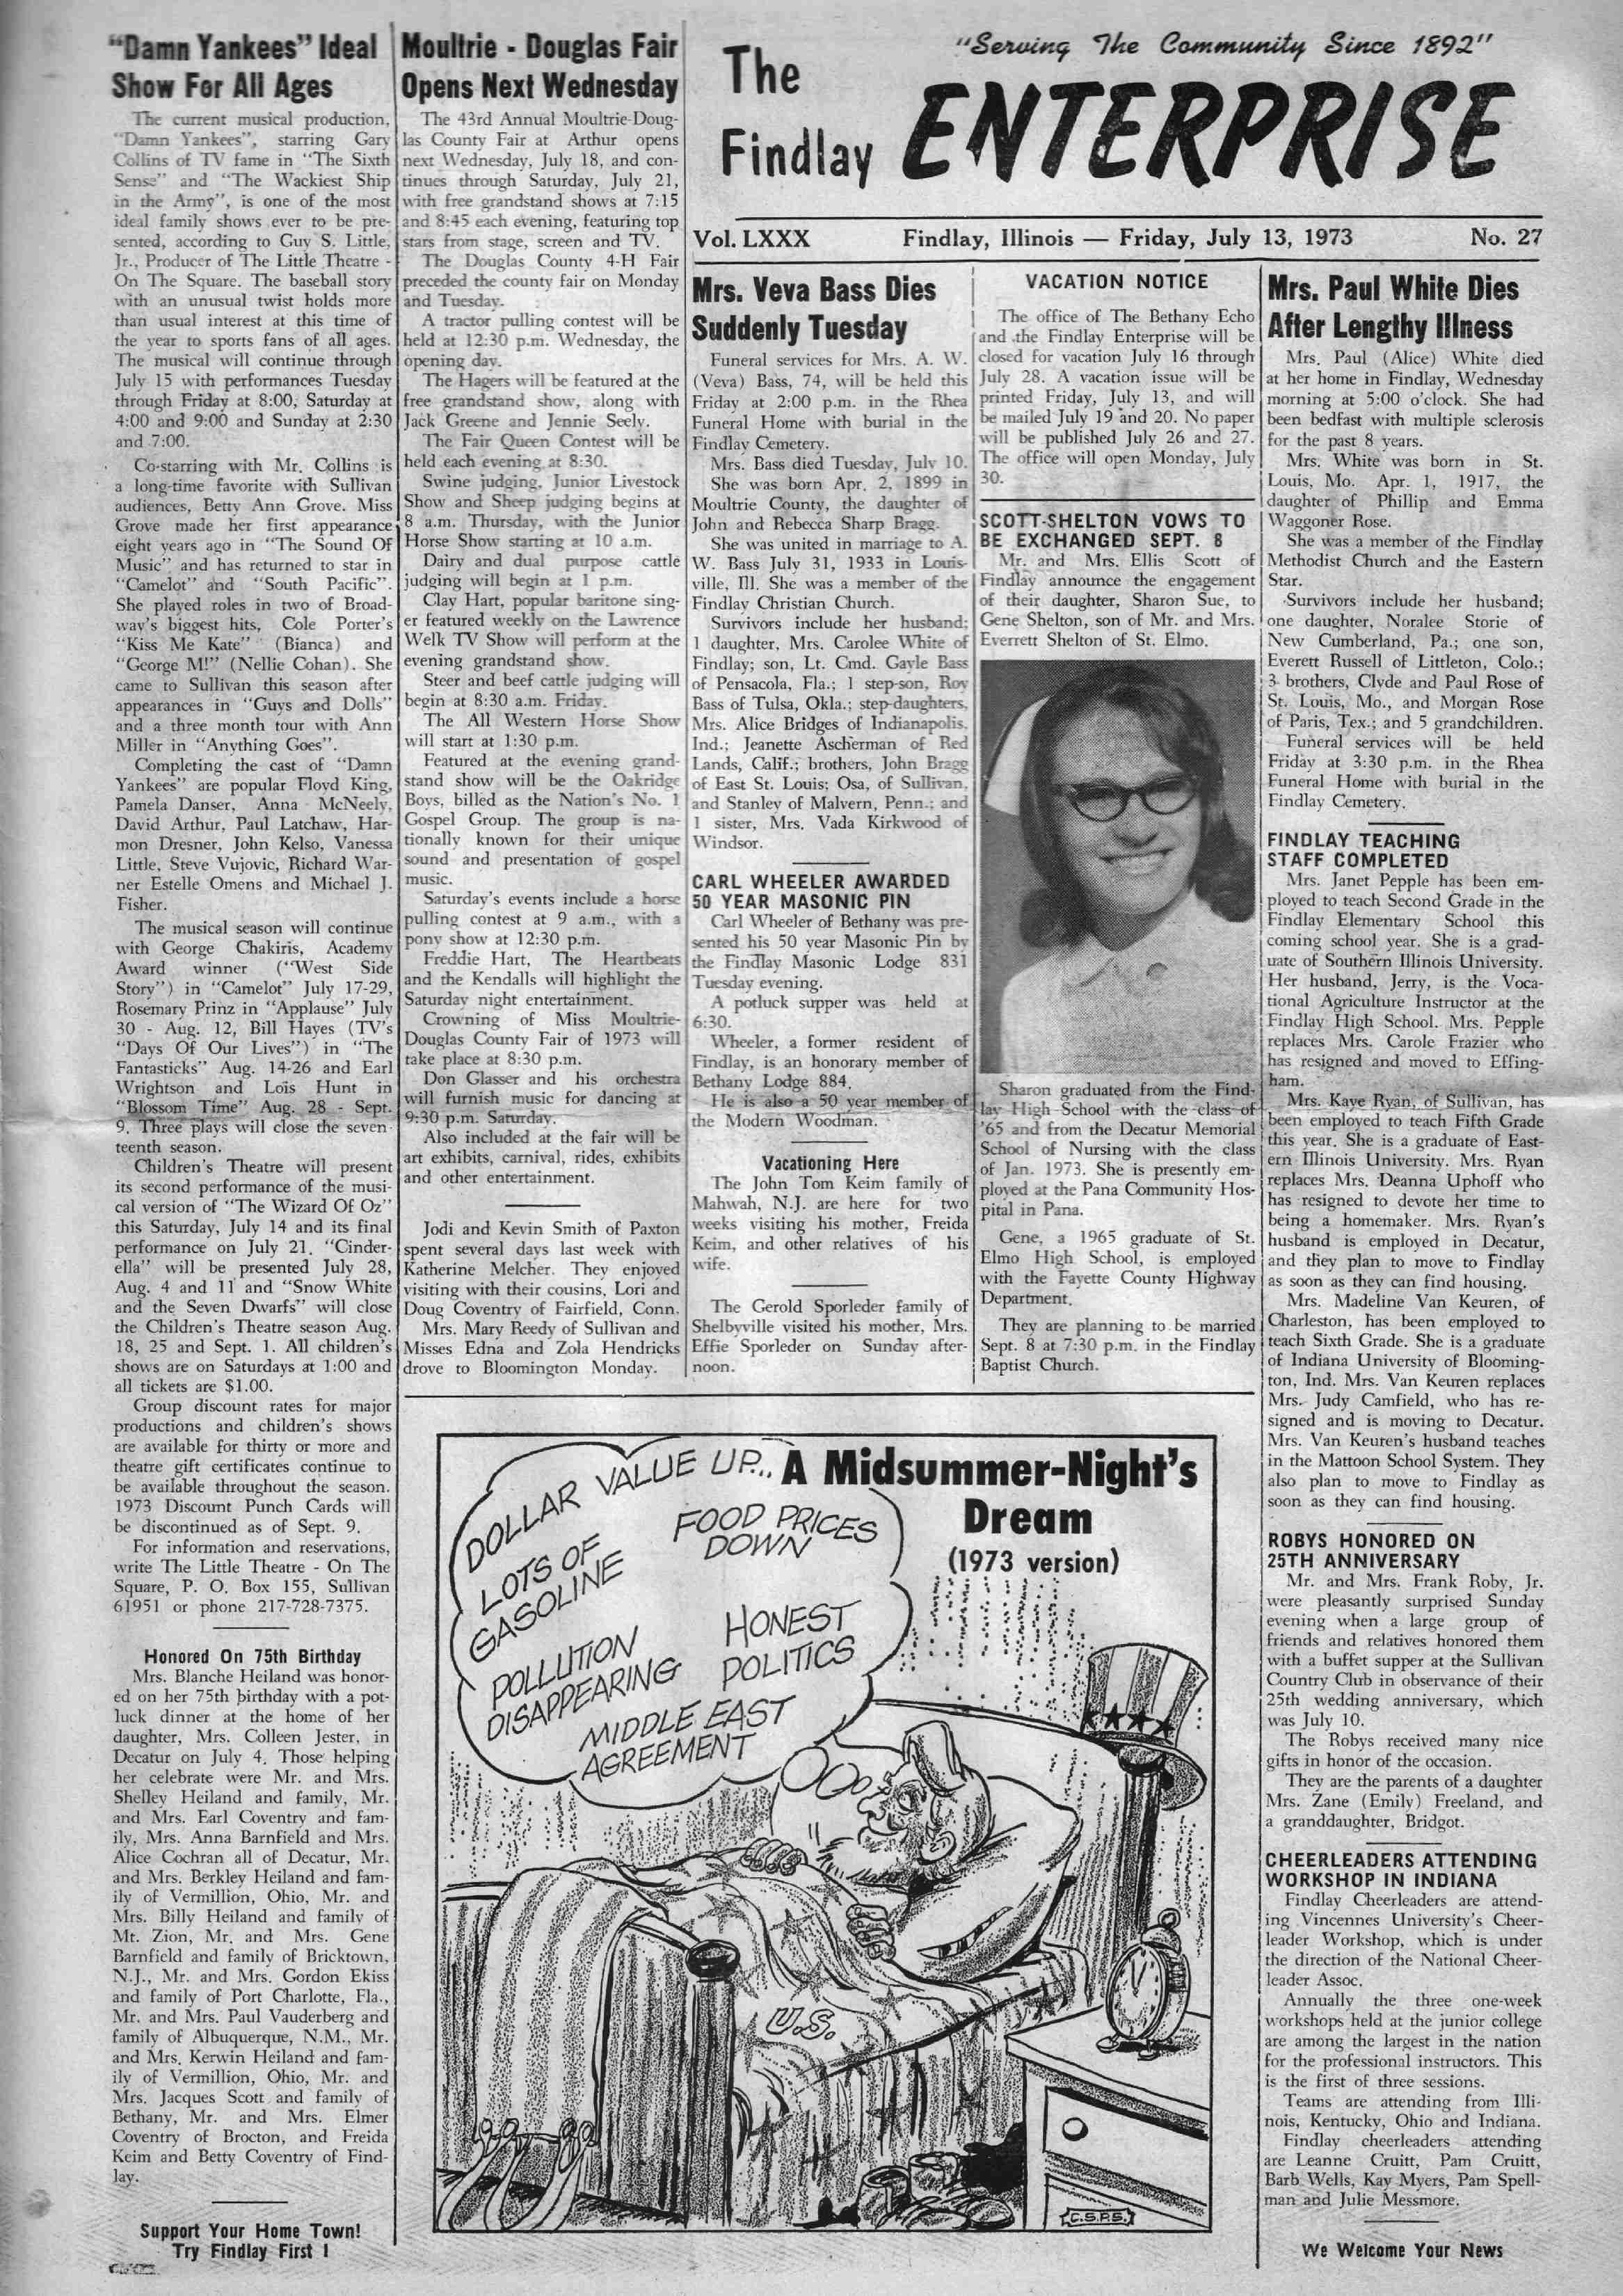 "Serving The Community Since 1892"
The
Findlay
ENTERPRISE
Vol. LXXX Findlay, Illinois — Friday, July 13, 1973 No. 27
"Damn Yankees" Ideal
Show For All Ages
The current musical production,
"Damn Yankees", starring Gary
Collins of TV fame in "The Sixth
Sense" and "The Wackiest Ship
in the Army", is one of the most
ideal family shows ever to be pre-
sented, according to Guy S. Little,
Jr., Producer of The Little Theatre -
On The Square. The baseball story
with an unusual twist holds more
than usual interest at this time of
the year to sports fans of all ages.
The musical will continue through
July 15 with performances Tuesday
through Friday at 8:00, Saturday at
4:00 and 9:00 and Sunday at 2:30
and 7:00.
Co-starring with Mr. Collins is
a long-time favorite with Sullivan
audiences, Betty Ann Grove. Miss
Grove made her first appearance
eight years ago in "The Sound Of
Music" and has returned to star in
"Camelot" and "South Pacific".
She played roles in two of Broad-
way's biggest hits, Cole Porter's
"Kiss Me Kate" (Bianca) and
"George M!" (Nellie Cohan). She
came to Sullivan this season after
appearances in "Guys and Dolls"
and a three month tour with Ann
Miller in "Anything Goes".
Completing the cast of "Damn
Yankees" are popular Floyd King,
Pamela Danser, Anna McNeely,
David Arthur, Paul Latchaw, Har-
mon Dresner, John Kelso, Vanessa
Little, Steve Vujovic, Richard War-
ner Estelle Omens and Michael J.
Fisher.
The musical season will continue
with George Chakiris, Academy
Award winner ("West Side
Story") in "Camelot" July 17-29,
Rosemary Prinz in "Applause" July
30 - Aug. 12, Bill Hayes (TV's
"Days Of Our Lives") in "The
Fantasticks" Aug. 14-26 and Earl
Wrightson and Lois Hunt in
"Blossom Time" Aug. 28 - Sept.
9. Three plays will close the seven-
teenth season.
Children's Theatre will present
its second performance of the musi-
cal version of "The Wizard Of Oz"
this Saturday, July 14 and its final
performance on July 21. "Cinder-
ella" will be presented July 28,
Aug. 4 and 11 and "Snow White
and the Seven Dwarfs" will close
the Children's Theatre season Aug.
18, 25 and Sept. 1. All children's
shows are on Saturdays at 1:00 and
all tickets are $1.00.
Group discount rates for major
productions and children's shows
are available for thirty or more and
theatre gift certificates continue to
be available throughout the season.
1973 Discount Punch Cards will
be discontinued as of Sept. 9.
For information and reservations,
write The Little Theatre - On The
Square, P. O. Box 155, Sullivan
61951 or phone 217-728-7375.
Honored On 75th Birthday
Mrs. Blanche Heiland was honor-
ed on her 75th birthday with a pot-
luck dinner at the home of her
daughter, Mrs. Colleen Jester, in
Decatur on July 4. Those helping
her celebrate were Mr. and Mrs.
Shelley Heiland and family, Mr.
and Mrs. Earl Coventry and fam-
ily, Mrs. Anna Barnfield and Mrs.
Alice Cochran all of Decatur, Mr.
and Mrs. Berkley Heiland and fam-
ily of Vermillion, Ohio, Mr. and
Mrs. Billy Heiland and family of
Mt. Zion, Mr. and Mrs. Gene
Barnfield and family of Bricktown,
N.J., Mr. and Mrs. Gordon Ekiss
and family of Port Charlotte, Fla.,
Mr. and Mrs. Paul Vauderberg and
family of Albuquerque, N.M., Mr.
and Mrs. Kerwin Heiland and fam-
ily of Vermillion, Ohio, Mr. and
Mrs. Jacques Scott and family of
Bethany, Mr. and Mrs. Elmer
Coventry of Brocton, and Freida
Keim and Betty Coventry of Find-
lay.
Support Your Home Town!
Try Findlay First !
Moultrie - Douglas Fair
Opens Next Wednesday
The 43rd Annual Moultrie-Doug-
las County Fair at Arthur opens
next Wednesday, July 18, and con-
tinues through Saturday, July 21,
with free grandstand shows at 7:15
and 8:45 each evening, featuring top
stars from stage, screen and TV.
The Douglas County 4-H Fair
preceded the county fair on Monday
and Tuesday.
A tractor pulling contest will be
held at 12:30 p.m. Wednesday, the
opening day.
The Hagers will be featured at the
free grandstand show, along with
Jack Greene and Jennie Seely.
The Fair Queen Contest will be
held each evening at 8:30.
Swine judging, Junior Livestock
Show and Sheep judging begins at
8 a.m. Thursday, with the Junior
Horse Show starting at 10 a.m.
Dairy and dual purpose cattle
judging will begin at 1 p.m.
Clay Hart, popular baritone sing-
er featured weekly on the Lawrence
Welk TV Show will perform at the
evening grandstand show.
Steer and beef cattle judging will
begin at 8:30 a.m. Friday.
The All Western Horse Show
will start at 1:30 p.m.
Featured at the evening grand-
stand show will be the Oakridge
Boys, billed as the Nation's No. 1
Gospel Group. The group is na-
tionally known for their unique
sound and presentation of gospel
music.
Saturday's events include a horse
pulling contest at 9 a.m., with a
pony show at 12:30 p.m.
Freddie Hart, The Heartbeats
and the Kendalls will highlight the
Saturday night entertainment.
Crowning of Miss Moultrie-
Douglas County Fair of 1973 will
take place at 8:30 p.m.
Don Glasser and his orchestra
will furnish music for dancing at
9:30 p.m. Saturday.
Also included at the fair will be
art exhibits, carnival, rides, exhibits
and other entertainment.
Jodi and Kevin Smith of Paxton
spent several days last week with
Katherine Melcher. They enjoyed
visiting with their cousins, Lori and
Doug Coventry of Fairfield, Conn.
Mrs. Mary Reedy of Sullivan and
Misses Edna and Zola Hendricks
drove to Bloomington Monday.
Mrs. Veva Bass Dies
Suddenly Tuesday
Funeral services for Mrs. A. W.
(Veva) Bass, 74, will be held this
Friday at 2:00 p.m. in the Rhea
Funeral Home with burial in the
Findlay Cemetery.
Mrs. Bass died Tuesday, July 10.
She was born Apr. 2, 1899 in
Moultrie County, the daughter of
John and Rebecca Sharp Bragg.
She was united in marriage to A.
W. Bass July 31, 1933 in Louis-
ville, Ill. She was a member of the
Findlay Christian Church.
Survivors include her husband;
1 daughter, Mrs. Carolee White of
Findlay; son, Lt. Cmd. Gayle Bass
of Pensacola, Fla.; 1 step-son, Roy
Bass of Tulsa, Okla.; step-daughters,
Mrs. Alice Bridges of Indianapolis,
Ind.; Jeanette Ascherman of Red
Lands, Calif.; brothers, John Bragg
of East St. Louis; Osa, of Sullivan,
and Stanley of Malvern, Penn.; and
1 sister, Mrs. Vada Kirkwood of
Windsor.
CARL WHEELER AWARDED
50 YEAR MASONIC PIN
Carl Wheeler of Bethany was pre-
sented his 50 year Masonic Pin by
the Findlay Masonic Lodge 831
Tuesday evening.
A potluck supper was held at
6:30.
Wheeler, a former resident of
Findlay, is an honorary member of
Bethany Lodge 884.
He is also a 50 year member of
the Modern Woodman.
Vacationing Here
The John Tom Keim family of
Mahwah, N.J. are here for two
weeks visiting his mother, Freida
Keim, and other relatives of his
wife.
The Gerold Sporleder family of
Shelbyville visited his mother, Mrs.
Effie Sporleder on Sunday after-
noon.
VACATION NOTICE
The office of The Bethany Echo
and the Findlay Enterprise will be
closed for vacation July 16 through
July 28. A vacation issue will be
printed Friday, July 13, and will
be mailed July 19 and 20. No paper
will be published July 26 and 27.
The office will open Monday, July
30.
SCOTT-SHELTON VOWS TO
BE EXCHANGED SEPT. 8
Mr. and Mrs. Ellis Scott of
Findlay announce the engagement
of their daughter, Sharon Sue, to
Gene Shelton, son of Mr. and Mrs.
Everrett Shelton of St. Elmo.
Sharon graduated from the Find-
lay High School with the class of
'65 and from the Decatur Memorial
School of Nursing with the class
of Jan. 1973. She is presently em-
ployed at the Pana Community Hos-
pital in Pana.
Gene, a 1965 graduate of St.
Elmo High School, is employed
with the Fayette County Highway
Department.
They are planning to be married
Sept. 8 at 7:30 p.m. in the Findlay
Baptist Church.
Mrs. Paul White Dies
After Lengthy Illness
Mrs. Paul (Alice) White died
at her home in Findlay, Wednesday
morning at 5:00 o'clock. She had
been bedfast with multiple sclerosis
for the past 8 years.
Mrs. White was born in St.
Louis, Mo. Apr. 1, 1917, the
daughter of Phillip and Emma
Waggoner Rose.
She was a member of the Findlay
Methodist Church and the Eastern
Star.
Survivors include her husband;
one daughter, Noralee Storie of
New Cumberland, Pa.; one son,
Everett Russell of Littleton, Colo.;
3 brothers, Clyde and Paul Rose of
St. Louis, Mo., and Morgan Rose
of Paris, Tex.; and 5 grandchildren.
Funeral services will be held
Friday at 3:30 p.m. in the Rhea
Funeral Home with burial in the
Findlay Cemetery.
FINDLAY TEACHING
STAFF COMPLETED
Mrs. Janet Pepple has been em-
ployed to teach Second Grade in the
Findlay Elementary School this
coming school year. She is a grad-
uate of Southern Illinois University.
Her husband, Jerry, is the Voca-
tional Agriculture Instructor at the
Findlay High School. Mrs. Pepple
replaces Mrs. Carole Frazier who
has resigned and moved to Effing-
ham.
Mrs. Kaye Ryan, of Sullivan, has
been employed to teach Fifth Grade
this year. She is a graduate of East-
ern Illinois University. Mrs. Ryan
replaces Mrs. Deanna Uphoff who
has resigned to devote her time to
being a homemaker. Mrs. Ryan's
husband is employed in Decatur,
and they plan to move to Findlay
as soon as they can find housing.
Mrs. Madeline Van Keuren, of
Charleston, has been employed to
teach Sixth Grade. She is a graduate
of Indiana University of Blooming-
ton, Ind. Mrs. Van Keuren replaces
Mrs. Judy Camfield, who has re-
signed and is moving to Decatur.
Mrs. Van Keuren's husband teaches
in the Mattoon School System. They
also plan to move to Findlay as
soon as they can find housing.
ROBYS HONORED ON
25TH ANNIVERSARY
Mr. and Mrs. Frank Roby, Jr.
were pleasantly surprised Sunday
evening when a large group of
friends and relatives honored them
with a buffet supper at the Sullivan
Country Club in observance of their
25th wedding anniversary, which
was July 10.
The Robys received many nice
gifts in honor of the occasion.
They are the parents of a daughter
Mrs. Zane (Emily) Freeland, and
a granddaughter, Bridgot.
CHEERLEADERS ATTENDING
WORKSHOP IN INDIANA
Findlay Cheerleaders are attend-
ing Vincennes University's Cheer-
leader Workshop, which is under
the direction of the National Cheer-
leader Assoc.
Annually the three one-week
workshops held at the junior college
are among the largest in the nation
for the professional instructors. This
is the first of three sessions.
Teams are attending from Illi-
nois, Kentucky, Ohio and Indiana.
Findlay cheerleaders attending
are Leanne Cruitt, Pam Cruitt,
Barb Wells, Kay Myers, Pam Spell-
man and Julie Messmore.
We Welcome Your News
A Midsummer-Night's
Dream
(1973 version)
DOLLAR VALUE UP...
LOTS OF
GASOLINE
FOOD PRICES
DOWN
POLLUTION
DISAPPEARING
HONEST
POLITICS
MIDDLE EAST
AGREEMENT
U.S.
C.S.P.S.